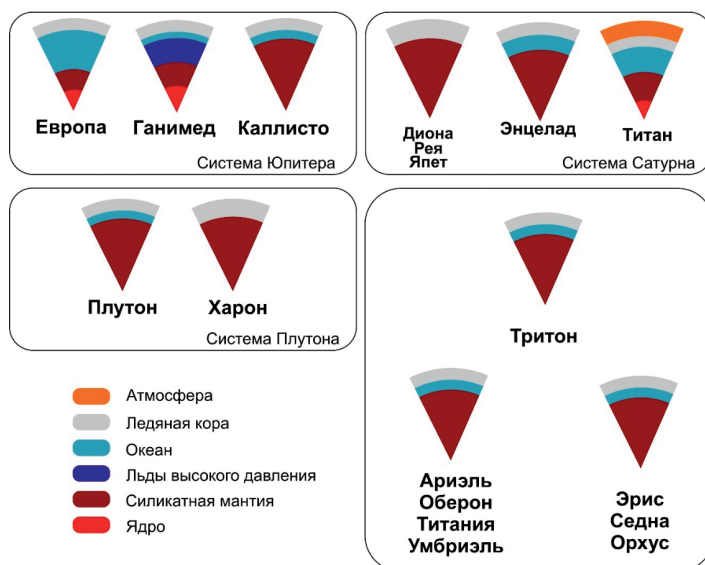 Европа
Ганимед
Каллисто
Система Юпитера
Диона
Рея
Япет
Энцелад
Титан
Система Сатурна
Плутон
Харон
Система Плутона
Тритон
Ариэль
Оберон
Титания
Умбриэль
Эрис
Седна
Орхус
Атмосфера
Ледяная кора
Океан
Льды высокого давления
Силикатная мантия
Ядро